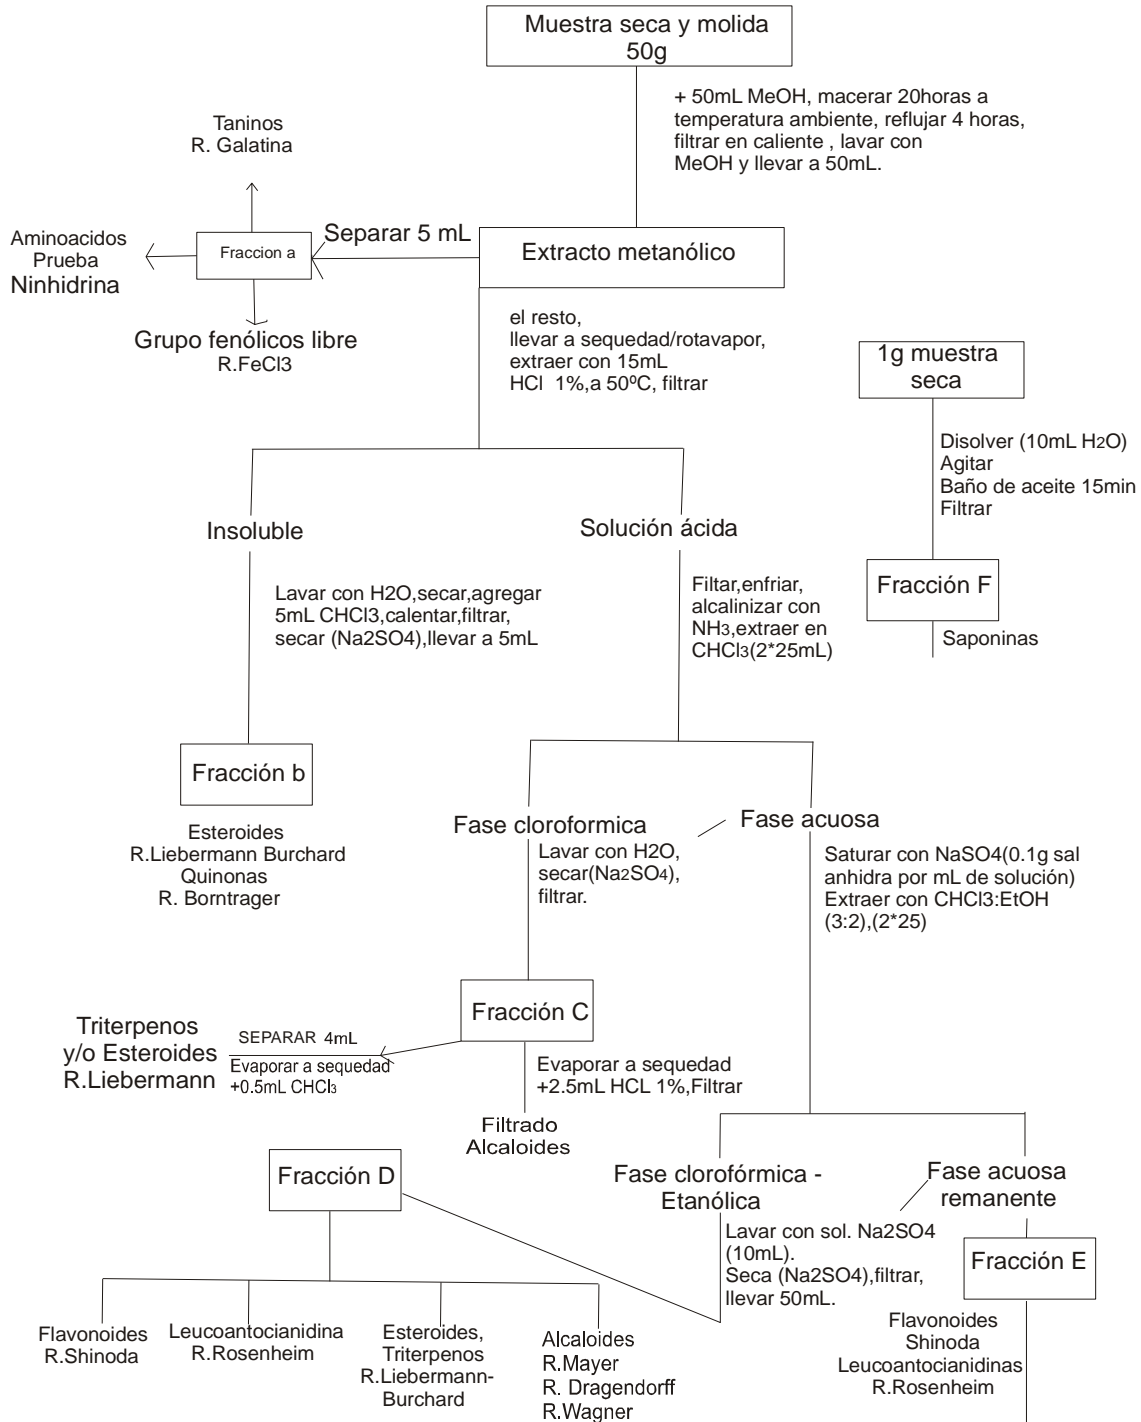 Muestra seca y molida
50g
+ 50mL MeOH, macerar 20horas a
temperatura ambiente, reflujar 4 horas,
filtrar en caliente , lavar con
MeOH y llevar a 50mL.
Taninos
R. Galatina
Aminoacidos
Prueba
Ninhidrina
Fraccion a
Separar 5 mL
Extracto metanólico
Grupo fenólicos libre
R.FeCl3
el resto,
llevar a sequedad/rotavapor,
extraer con 15mL
HCl 1%,a 50ºC, filtrar
1g muestra
seca
Disolver (10mL H2O)
Agitar
Baño de aceite 15min
Filtrar
Insoluble
Solución ácida
Lavar con H2O,secar,agregar
5mL CHCl3,calentar,filtrar,
secar (Na2SO4),llevar a 5mL
Filtar,enfriar,
alcalinizar con
NH3,extraer en
CHCl3(2*25mL)
Fracción F
Saponinas
Fracción b
Esteroides
R.Liebermann Burchard
Quinonas
R. Borntrager
Fase cloroformica
Lavar con H2O,
secar(Na2SO4),
filtrar.
Fase acuosa
Saturar con NaSO4(0.1g sal
anhidra por mL de solución)
Extraer con CHCl3:EtOH
(3:2),(2*25)
Fracción C
Triterpenos
y/o Esteroides
R.Liebermann
SEPARAR 4mL
Evaporar a sequedad
+0.5mL CHCl3
Evaporar a sequedad
+2.5mL HCL 1%,Filtrar
Filtrado
Alcaloides
Fracción D
Fase clorofórmica -
Etanólica
Fase acuosa
remanente
Lavar con sol. Na2SO4
(10mL).
Seca (Na2SO4),filtrar,
llevar 50mL.
Fracción E
Flavonoides
R.Shinoda
Leucoantocianidina
R.Rosenheim
Esteroides,
Triterpenos
R.Liebermann-
Burchard
Alcaloides
R.Mayer
R. Dragendorff
R.Wagner
Flavonoides
Shinoda
Leucoantocianidinas
R.Rosenheim